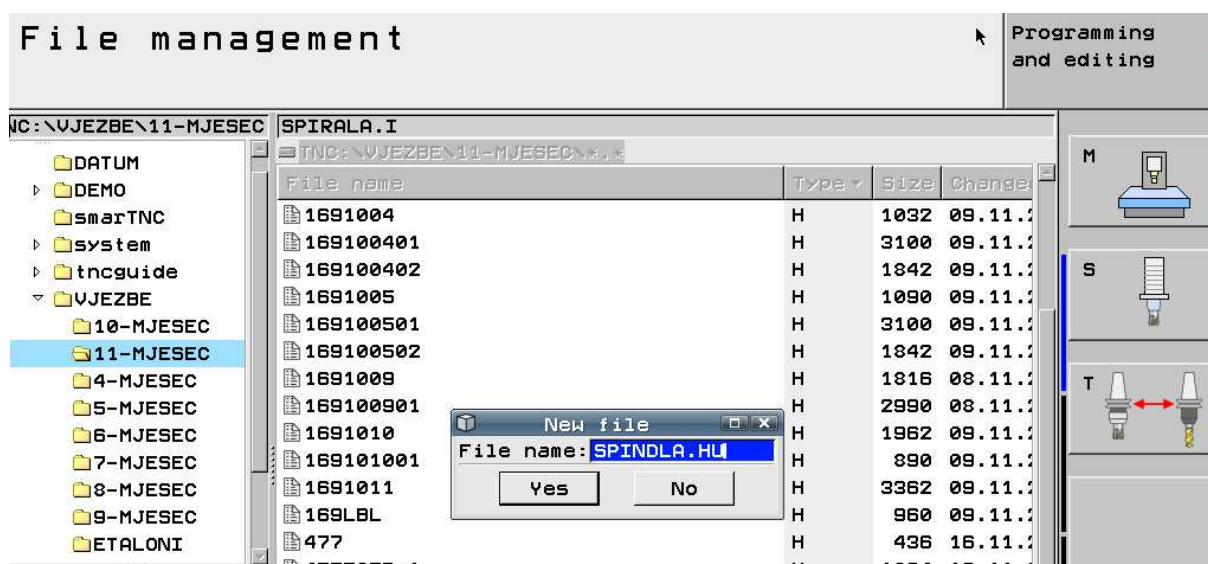 File management
Programming
and editing
NC:\VJEZBE\11-MJESEC
SPIRALA.I
TNC:\VJEZBE\11-MJESEC\*.*
File name Type Size Change
DATUM
DEMO
smarTNC
system
tncguide
VJEZBE
10-MJESEC
11-MJESEC
4-MJESEC
5-MJESEC
6-MJESEC
7-MJESEC
8-MJESEC
9-MJESEC
ETALONI
1691004 H 1032 09.11.
169100401 H 3100 09.11.
169100402 H 1842 09.11.
1691005 H 1090 09.11.
169100501 H 3100 09.11.
169100502 H 1842 09.11.
1691009 H 1816 08.11.
169100901 H 2990 08.11.
1691010 H 1962 09.11.
169101001 H 890 09.11.
1691011 H 3362 09.11.
169LBL H 960 09.11.
477 H 436 16.11.
New file
File name: SPINDLA.HU
Yes No
M
S
T